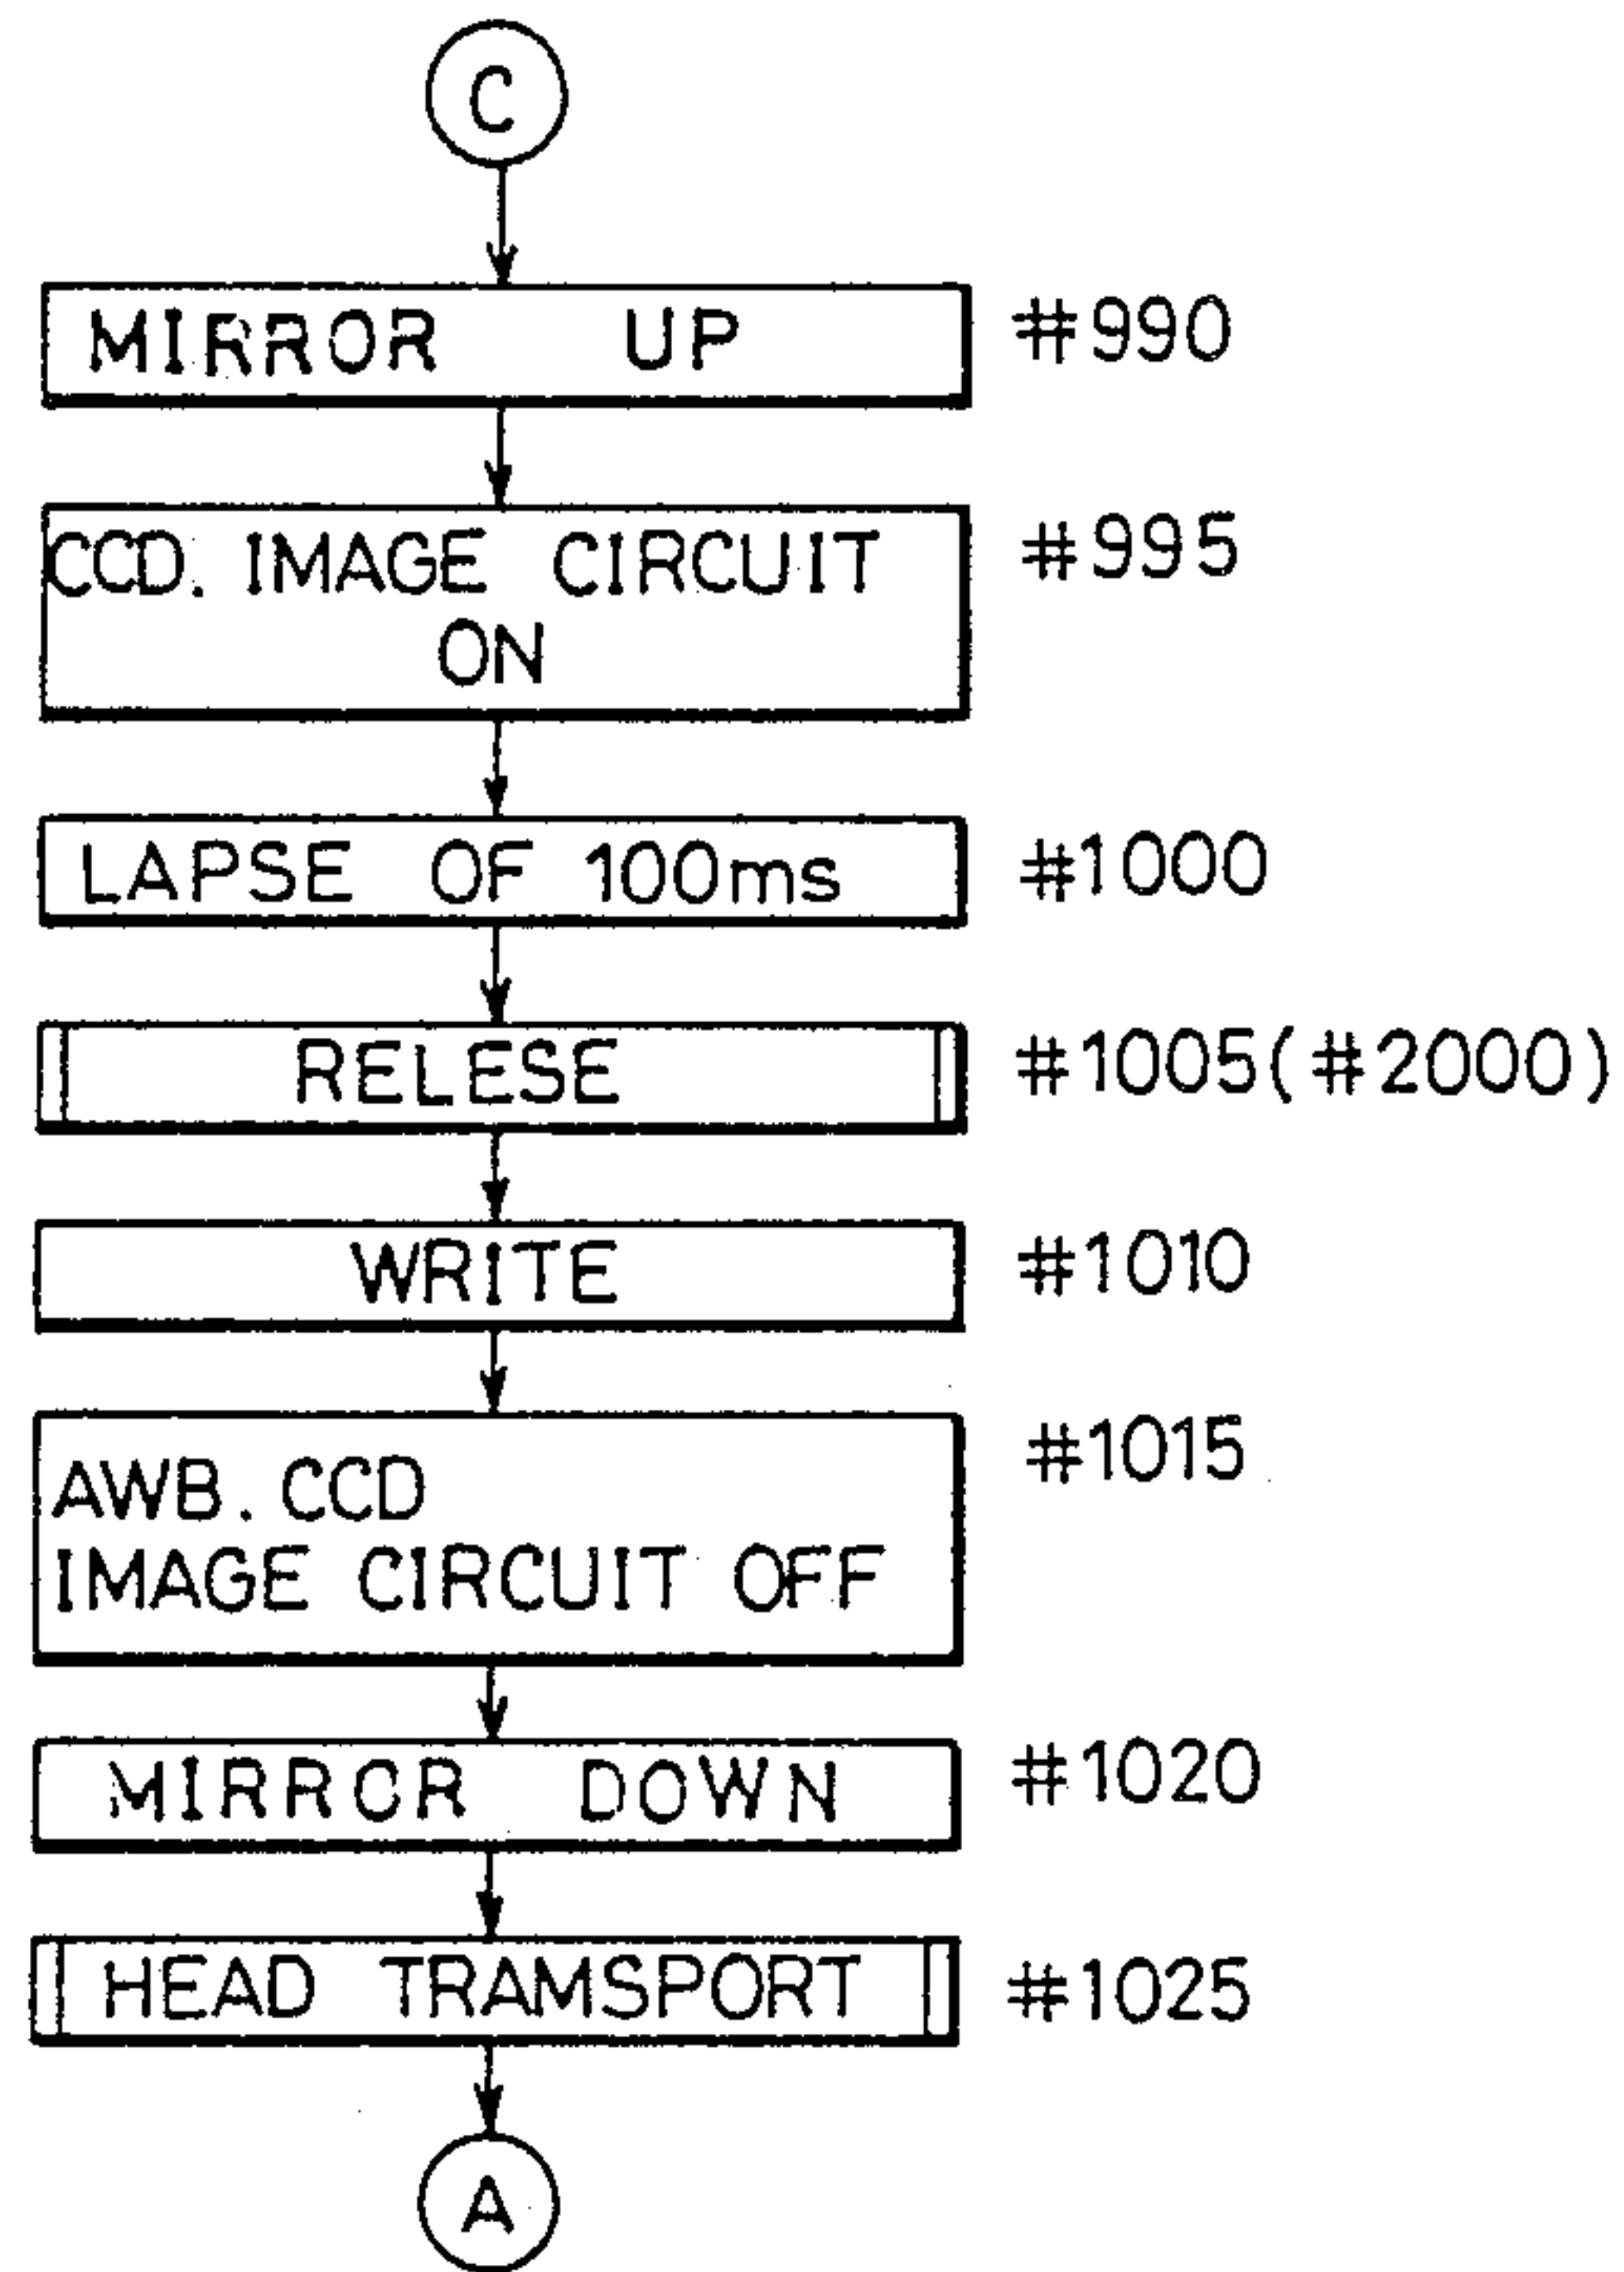 C
MIRROR UP #990
CCD. IMAGE CIRCUIT #995
ON
LAPSE OF 100ms #1000
RELESE #1005(#2000)
WRITE #1010
AWB. CCD #1015
IMAGE CIRCUIT OFF
MIRROR DOWN #1020
HEAD TRAMSPORT #1025
A